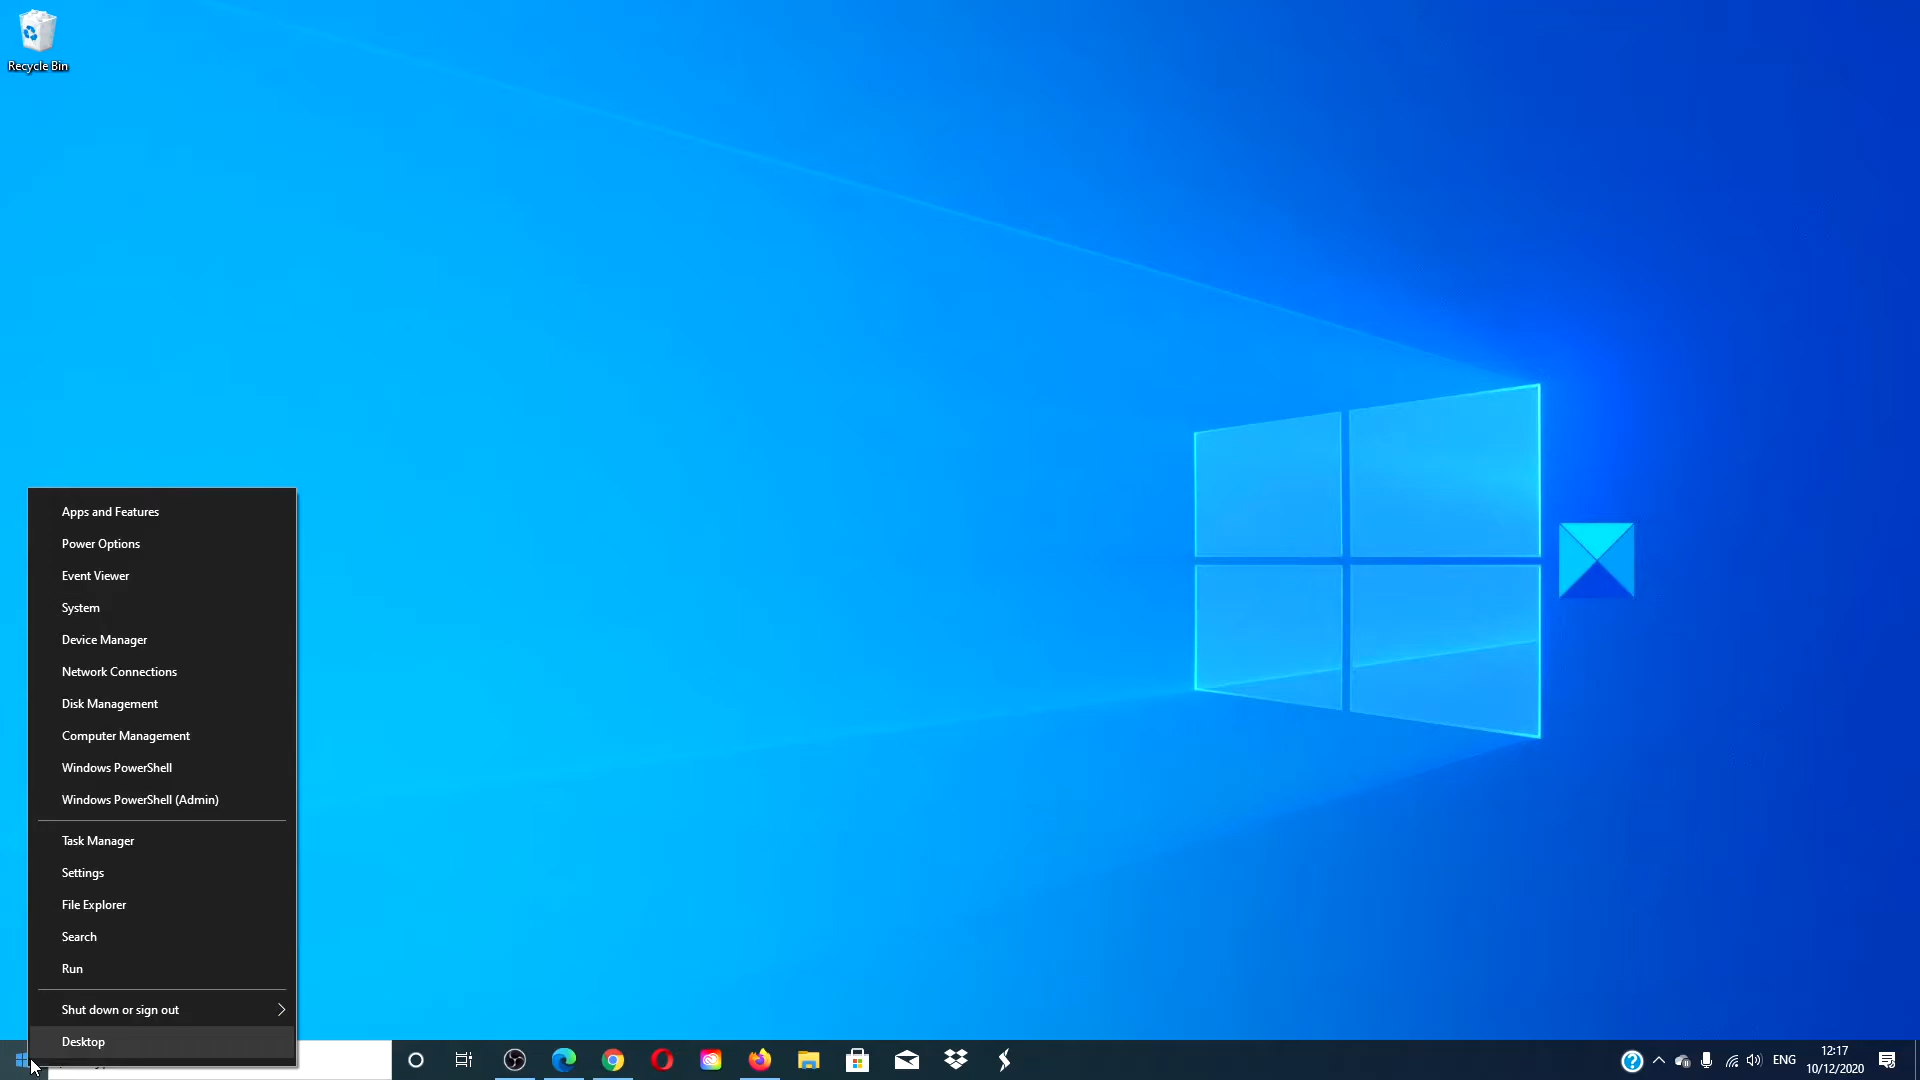 Recycle Bin
Apps and Features
Power Options
Event Viewer
System
Device Manager
Network Connections
Disk Management
Computer Management
Windows PowerShell
Windows PowerShell (Admin)
Task Manager
Settings
File Explorer
Search
Run
Shut down or sign out
Desktop
ENG
12:17
10/12/2020